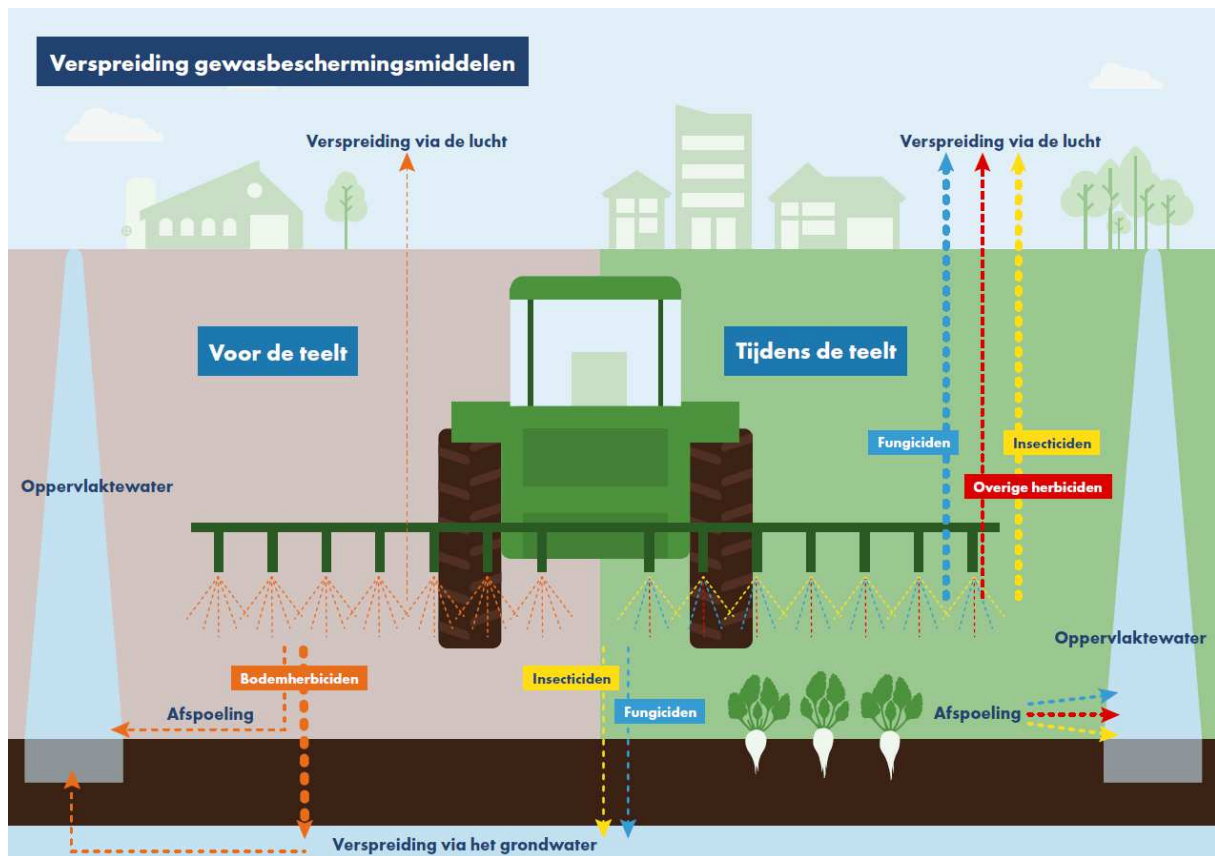 Verspreiding gewasbeschermingsmiddelen
Verspreiding via de lucht
Verspreiding via de lucht
Voor de teelt
Tijdens de teelt
Fungiciden
Insecticiden
Oppervlaktewater
Overige herbiciden
Oppervlaktewater
Bodemherbiciden
Insecticiden
Afspoeling
Fungiciden
Afspoeling
Verspreiding via het grondwater